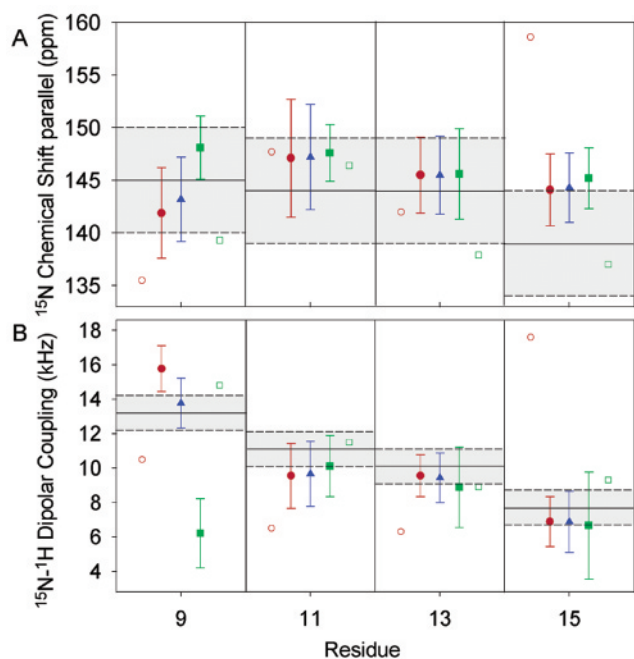 A
¹⁵N Chemical Shift parallel (ppm)
160
155
150
145
140
135
B
¹⁵N-¹H Dipolar Coupling (kHz)
18
16
14
12
10
8
6
4
9 11 13 15
Residue